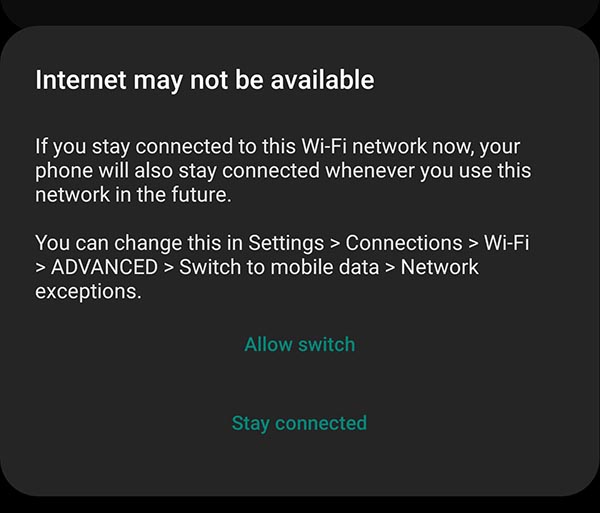 Internet may not be available
If you stay connected to this Wi-Fi network now, your
phone will also stay connected whenever you use this
network in the future.
You can change this in Settings > Connections > Wi-Fi
> ADVANCED > Switch to mobile data > Network
exceptions.
Allow switch
Stay connected